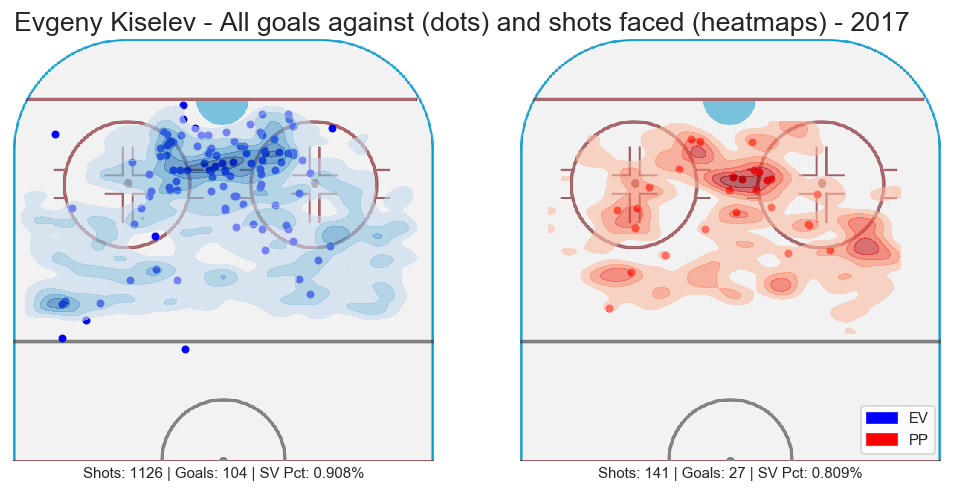 Evgeny Kiselev - All goals against (dots) and shots faced (heatmaps) - 2017
EV
PP
Shots: 1126 | Goals: 104 | SV Pct: 0.908%
Shots: 141 | Goals: 27 | SV Pct: 0.809%